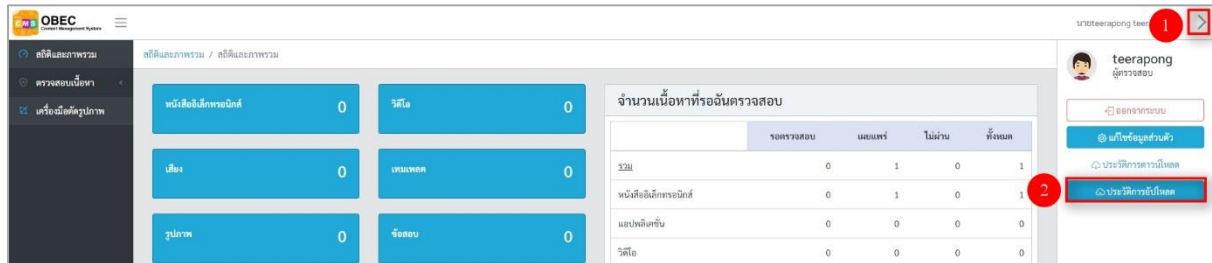 CMS OBEC
Content Management System
นายteerapong teer
1
สถิติและภาพรวม
ตรวจสอบเนื้อหา
เครื่องมือตัดรูปภาพ
สถิติและภาพรวม / สถิติและภาพรวม
หนังสืออิเล็กทรอนิกส์ 0
วิดีโอ 0
เสียง 0
เทมเพลต 0
รูปภาพ 0
ข้อสอบ 0
จำนวนเนื้อหาที่รอฉันตรวจสอบ
รอตรวจสอบ เผยแพร่ ไม่ผ่าน ทั้งหมด
รวม 0 1 0 1
หนังสืออิเล็กทรอนิกส์ 0 1 0 1
แอปพลิเคชั่น 0 0 0 0
วิดีโอ 0 0 0 0
teerapong
ผู้ตรวจสอบ
ออกจากระบบ
แก้ไขข้อมูลส่วนตัว
ประวัติการดาวน์โหลด
2
ประวัติการอัปโหลด